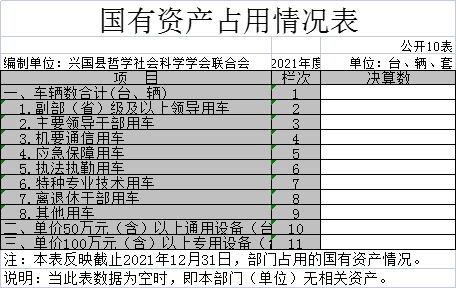 国有资产占用情况表
公开10表
编制单位：兴国县哲学社会科学学会联合会 2021年度 单位：台、辆、套
项 目 栏次 决算数
一、车辆数合计(台、辆) 1
1.副部（省）级及以上领导用车 2
2.主要领导干部用车 3
3.机要通信用车 4
4.应急保障用车 5
5.执法执勤用车 6
6.特种专业技术用车 7
7.离退休干部用车 8
8.其他用车 9
二、单价50万元（含）以上通用设备（台 10
三、单价100万元（含）以上专用设备（台 11
注：本表反映截止2021年12月31日，部门占用的国有资产情况。
说明：当此表数据为空时，即本部门（单位）无相关资产。